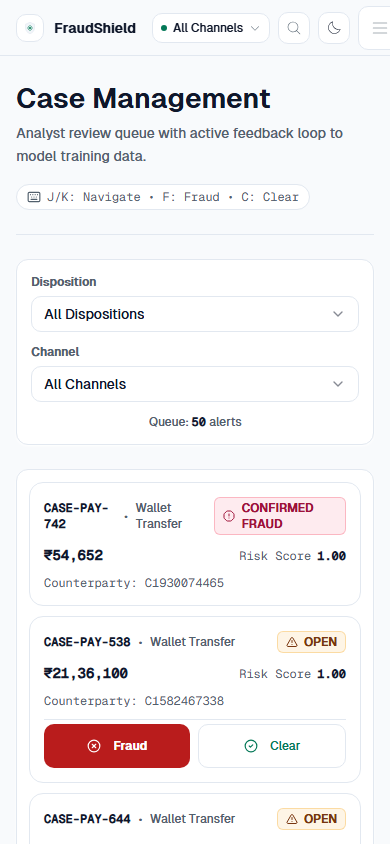 FraudShield
All Channels
Case Management
Analyst review queue with active feedback loop to
model training data.
J/K: Navigate • F: Fraud • C: Clear
Disposition
All Dispositions
Channel
All Channels
Queue: 50 alerts
CASE-PAY-742 • Wallet Transfer CONFIRMED FRAUD
₹54,652 Risk Score 1.00
Counterparty: C1930074465
CASE-PAY-538 • Wallet Transfer OPEN
₹21,36,100 Risk Score 1.00
Counterparty: C1582467338
Fraud Clear
CASE-PAY-644 • Wallet Transfer OPEN